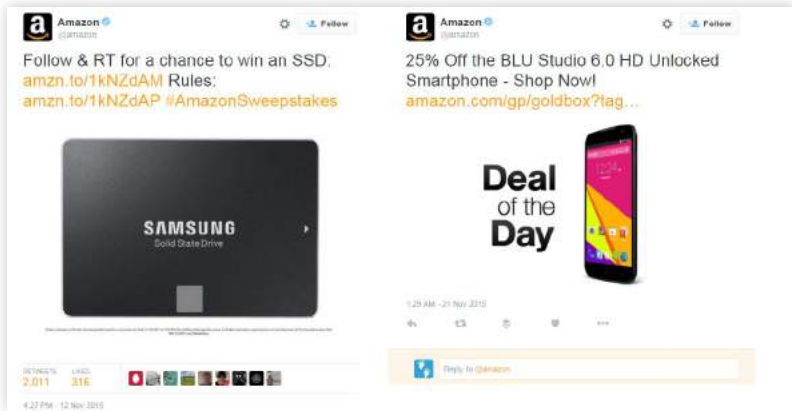 Amazon
@amazon
Follow
Follow & RT for a chance to win an SSD:
amzn.to/1kNZdAM Rules:
amzn.to/1kNZdAP #AmazonSweepstakes
SAMSUNG
Solid State Drive
RETWEETS LIKES
2,011 316
4:27 PM - 12 Nov 2015
Amazon
@amazon
Follow
25% Off the BLU Studio 6.0 HD Unlocked
Smartphone - Shop Now!
amazon.com/gp/goldbox?tag...
Deal
of the
Day
12:24
1:29 AM - 21 Nov 2015
Reply to @amazon